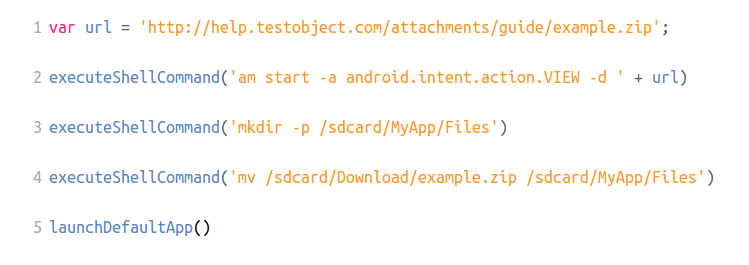 1 var url = 'http://help.testobject.com/attachments/guide/example.zip';
2 executeShellCommand('am start -a android.intent.action.VIEW -d ' + url)
3 executeShellCommand('mkdir -p /sdcard/MyApp/Files')
4 executeShellCommand('mv /sdcard/Download/example.zip /sdcard/MyApp/Files')
5 launchDefaultApp()